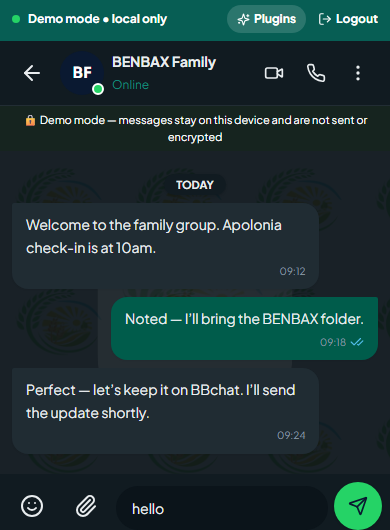 Demo mode • local only
Plugins
Logout
BF
BENBAX Family
Online
🔒 Demo mode — messages stay on this device and are not sent or
encrypted
TODAY
Welcome to the family group. Apolonia
check-in is at 10am.
09:12
Noted — I'll bring the BENBAX folder.
09:18
Perfect — let's keep it on BBchat. I'll send
the update shortly.
09:24
hello